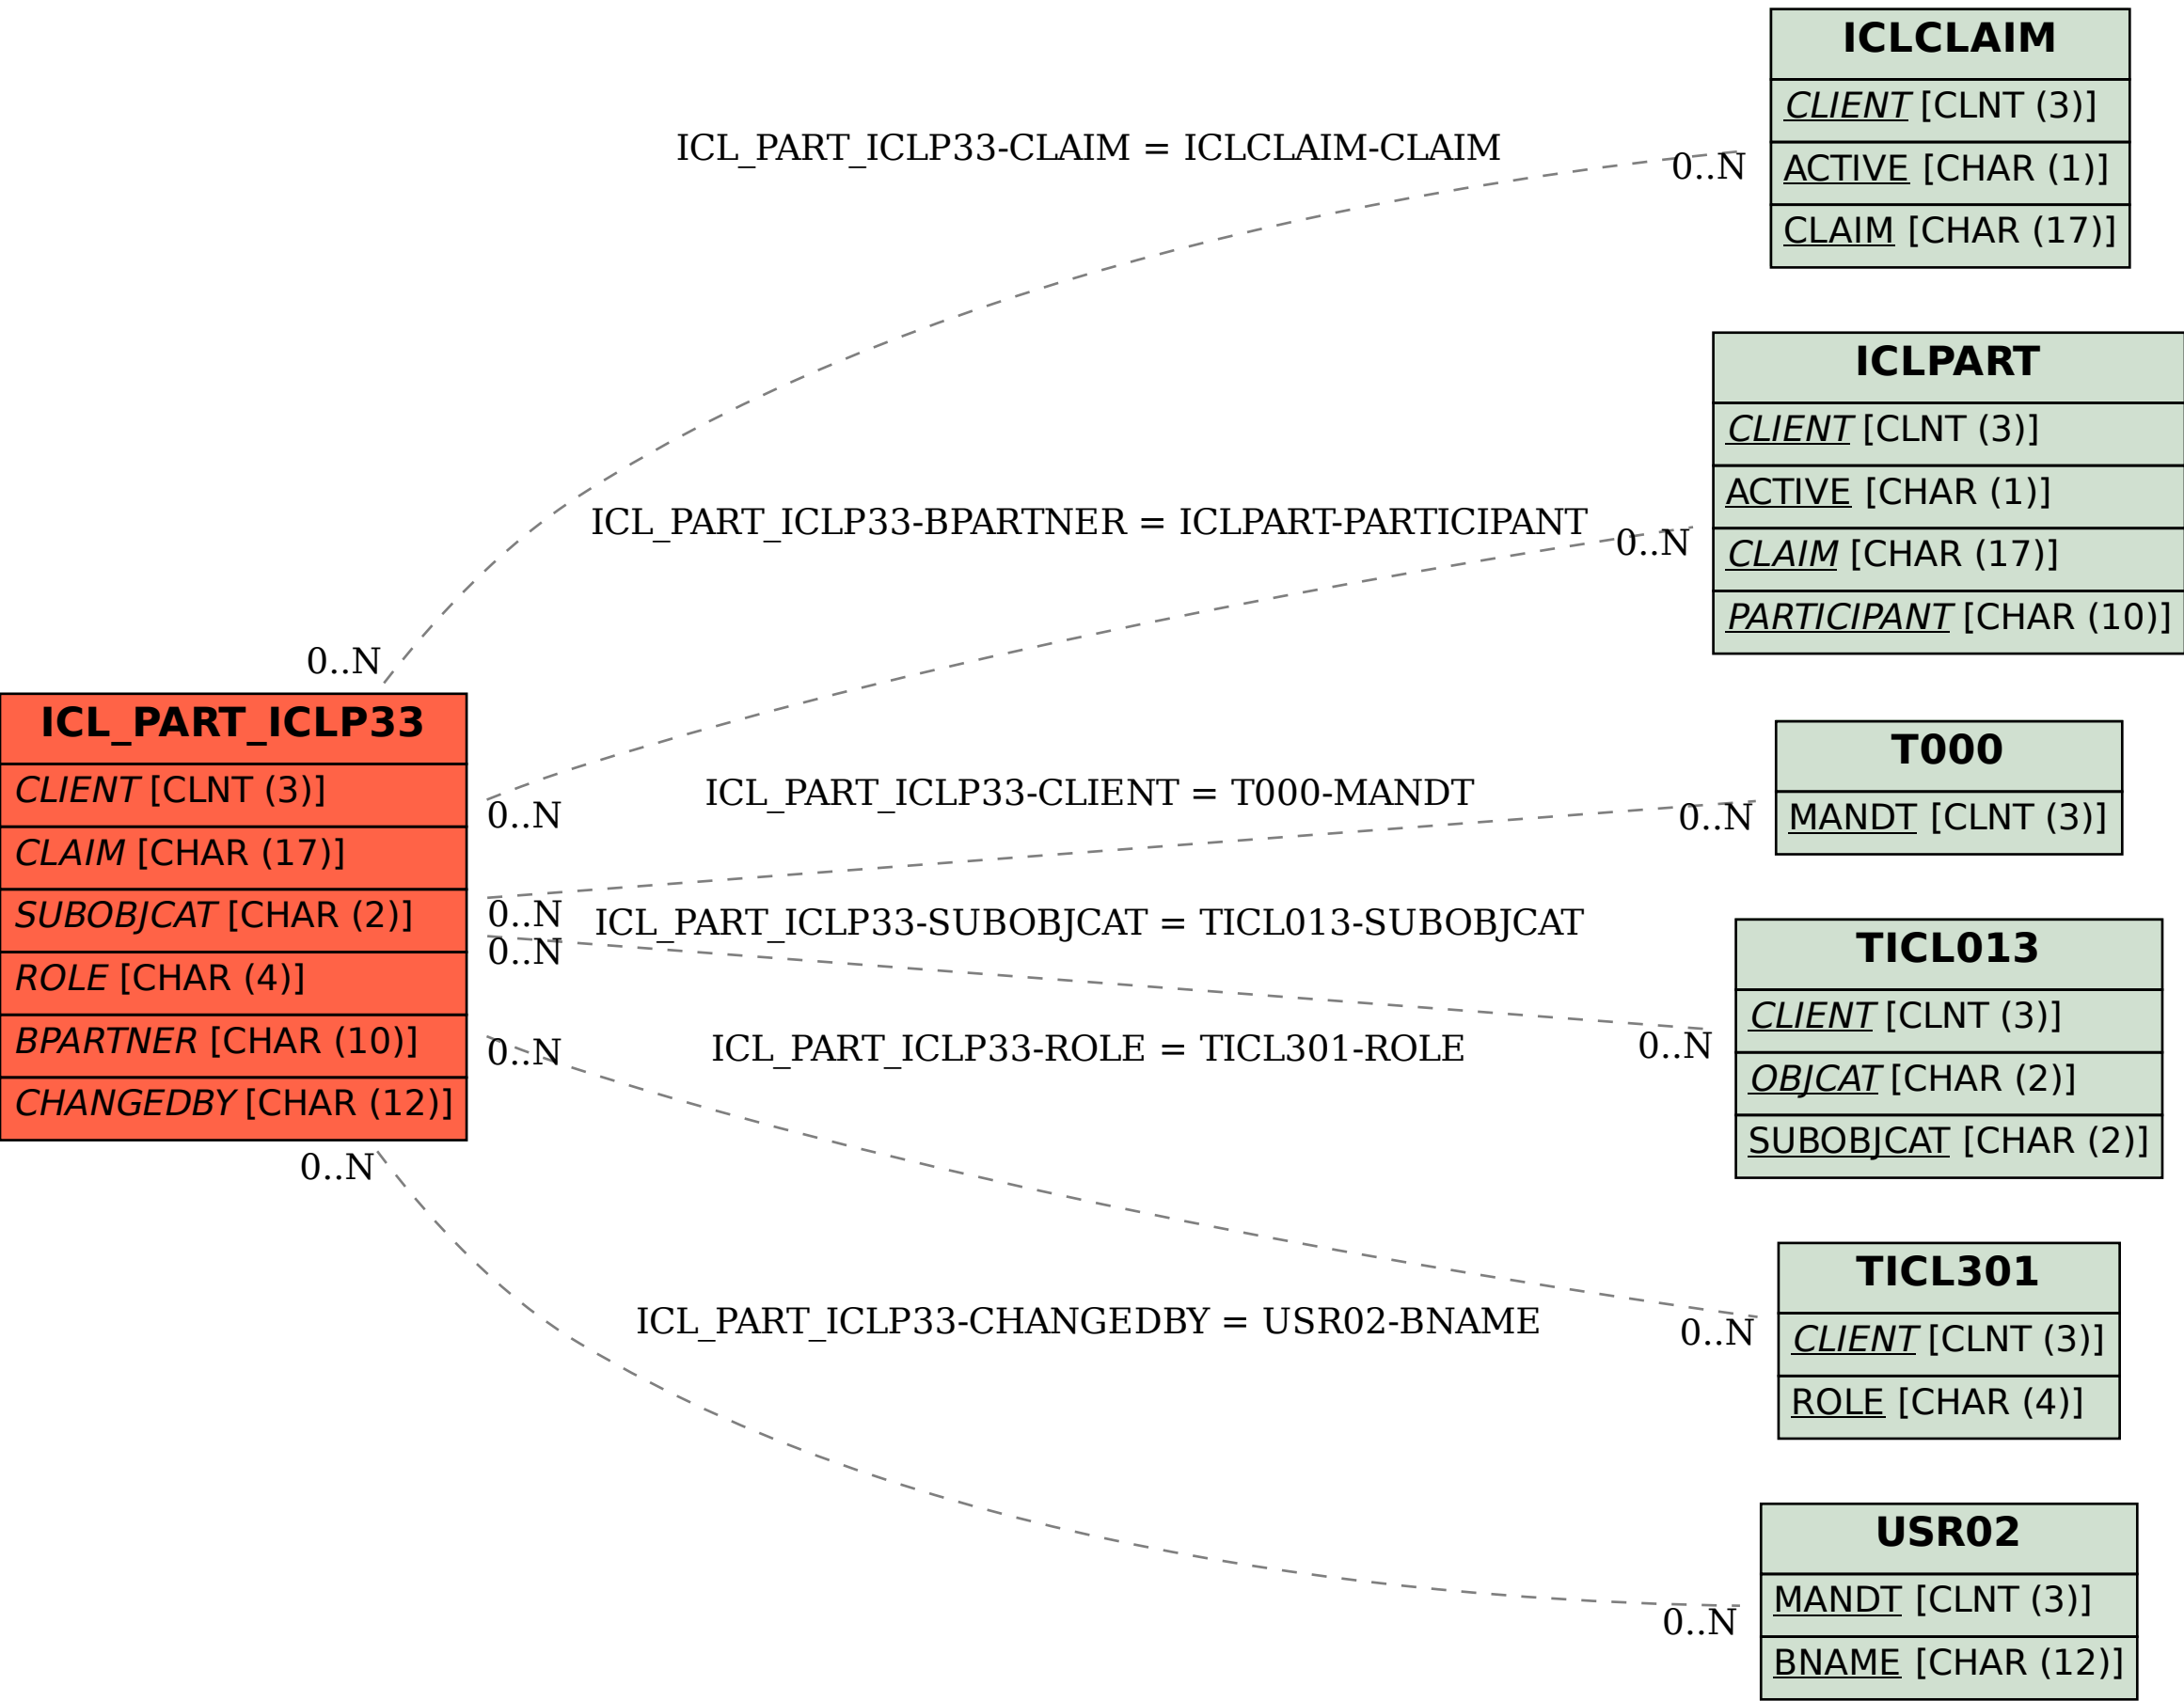 ICLCLAIM
CLIENT [CLNT (3)]
ACTIVE [CHAR (1)]
CLAIM [CHAR (17)]
ICL_PART_ICLP33-CLAIM = ICLCLAIM-CLAIM
0..N
0..N
ICLPART
CLIENT [CLNT (3)]
ACTIVE [CHAR (1)]
CLAIM [CHAR (17)]
PARTICIPANT [CHAR (10)]
ICL_PART_ICLP33-BPARTNER = ICLPART-PARTICIPANT
0..N
0..N
ICL_PART_ICLP33
CLIENT [CLNT (3)]
CLAIM [CHAR (17)]
SUBOBJCAT [CHAR (2)]
ROLE [CHAR (4)]
BPARTNER [CHAR (10)]
CHANGEDBY [CHAR (12)]
T000
MANDT [CLNT (3)]
ICL_PART_ICLP33-CLIENT = T000-MANDT
0..N
0..N
ICL_PART_ICLP33-SUBOBJCAT = TICL013-SUBOBJCAT
0..N
0..N
TICL013
CLIENT [CLNT (3)]
OBJCAT [CHAR (2)]
SUBOBJCAT [CHAR (2)]
ICL_PART_ICLP33-ROLE = TICL301-ROLE
0..N
0..N
TICL301
CLIENT [CLNT (3)]
ROLE [CHAR (4)]
ICL_PART_ICLP33-CHANGEDBY = USR02-BNAME
0..N
0..N
USR02
MANDT [CLNT (3)]
BNAME [CHAR (12)]